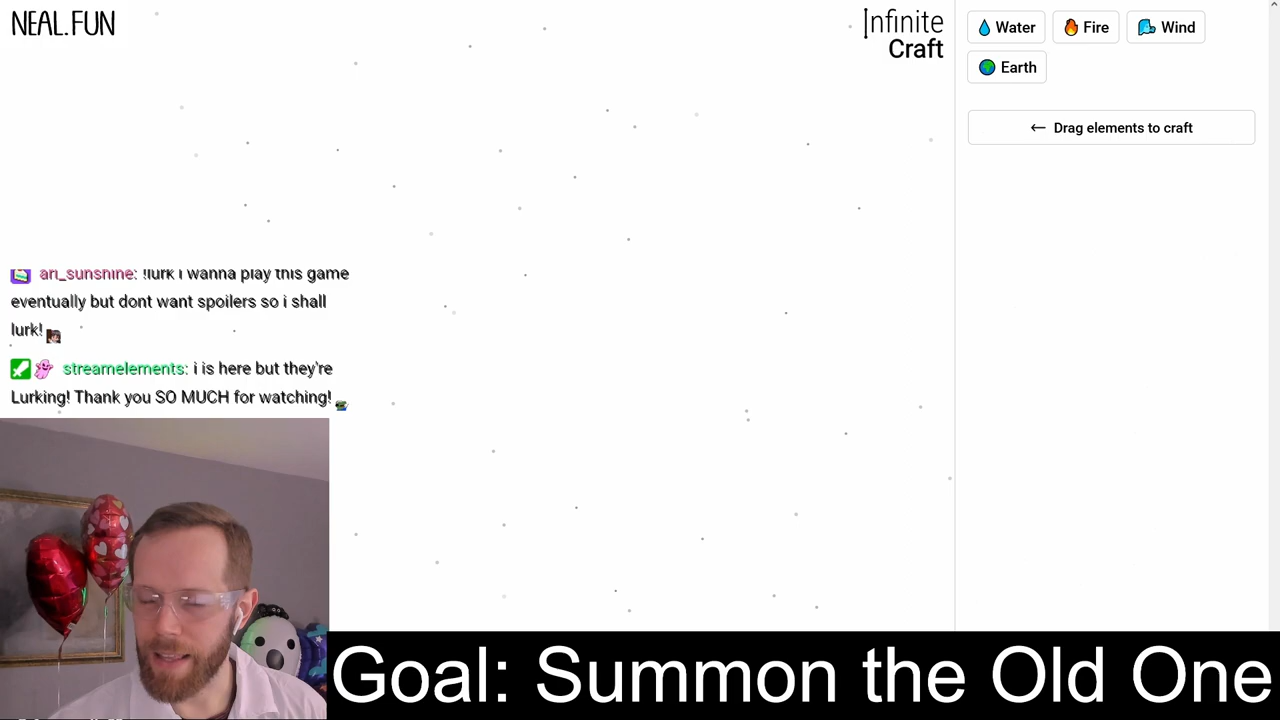 NEAL.FUN
Infinite
Craft
Water
Fire
Wind
Earth
← Drag elements to craft
ari_sunshine: !lurk i wanna play this game
eventually but dont want spoilers so i shall
lurk!
streamelements: i is here but they're
Lurking! Thank you SO MUCH for watching!
Goal: Summon the Old One